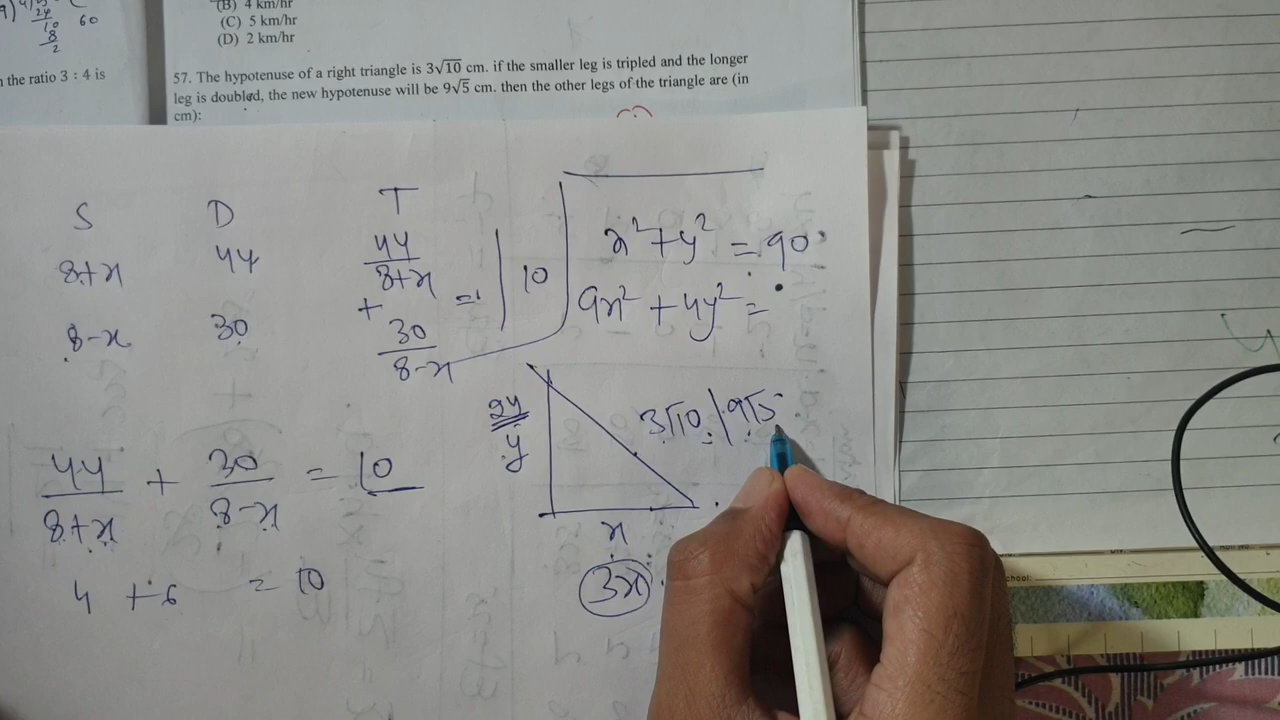 (B) 4 km/hr
(C) 5 km/hr
(D) 2 km/hr
60
n the ratio 3 : 4 is
57. The hypotenuse of a right triangle is 3√10 cm. if the smaller leg is tripled and the longer
leg is doubled, the new hypotenuse will be 9√5 cm. then the other legs of the triangle are (in
cm):
S D T
8+x 44 44/(8+x)
+ = 10
8-x 30 30/(8-x)
x² + y² = 90
9x² + 4y² =
2y
y
3√10 | 9√5
x
3x
44/(8+x) + 30/(8-x) = 10
4 + 6 = 10
chool: